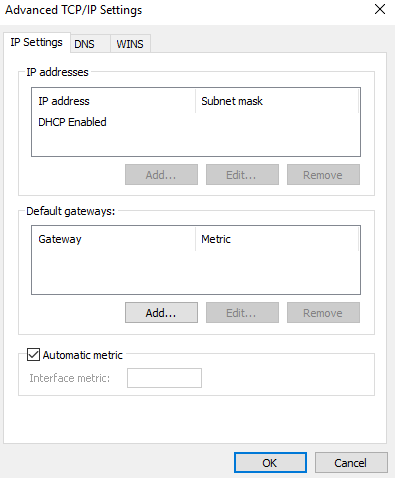 Advanced TCP/IP Settings
IP Settings DNS WINS
IP addresses
IP address Subnet mask
DHCP Enabled
Add... Edit... Remove
Default gateways:
Gateway Metric
Add... Edit... Remove
Automatic metric
Interface metric:
OK Cancel